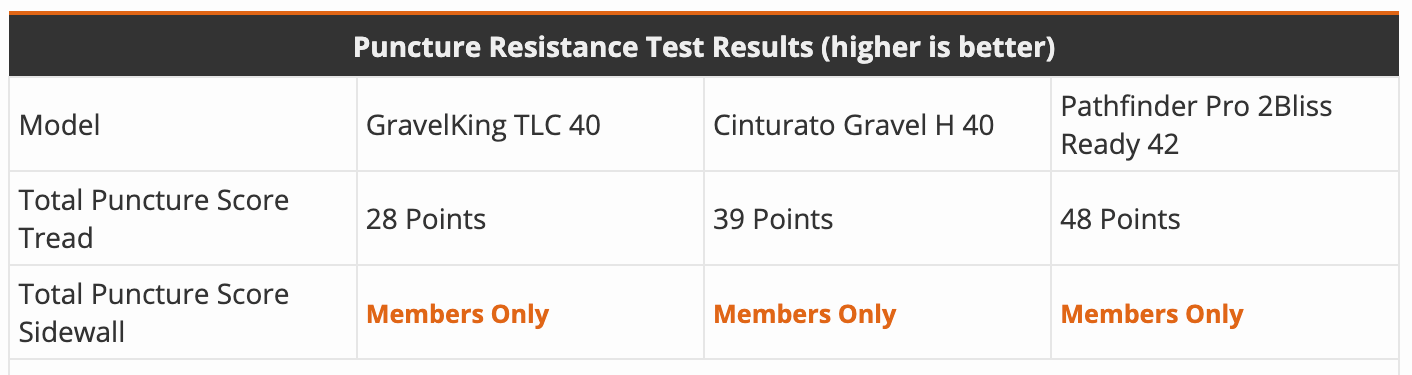 Puncture Resistance Test Results (higher is better)
Model
GravelKing TLC 40
Cinturato Gravel H 40
Pathfinder Pro 2Bliss
Ready 42
Total Puncture Score
Tread
28 Points
39 Points
48 Points
Total Puncture Score
Sidewall
Members Only
Members Only
Members Only